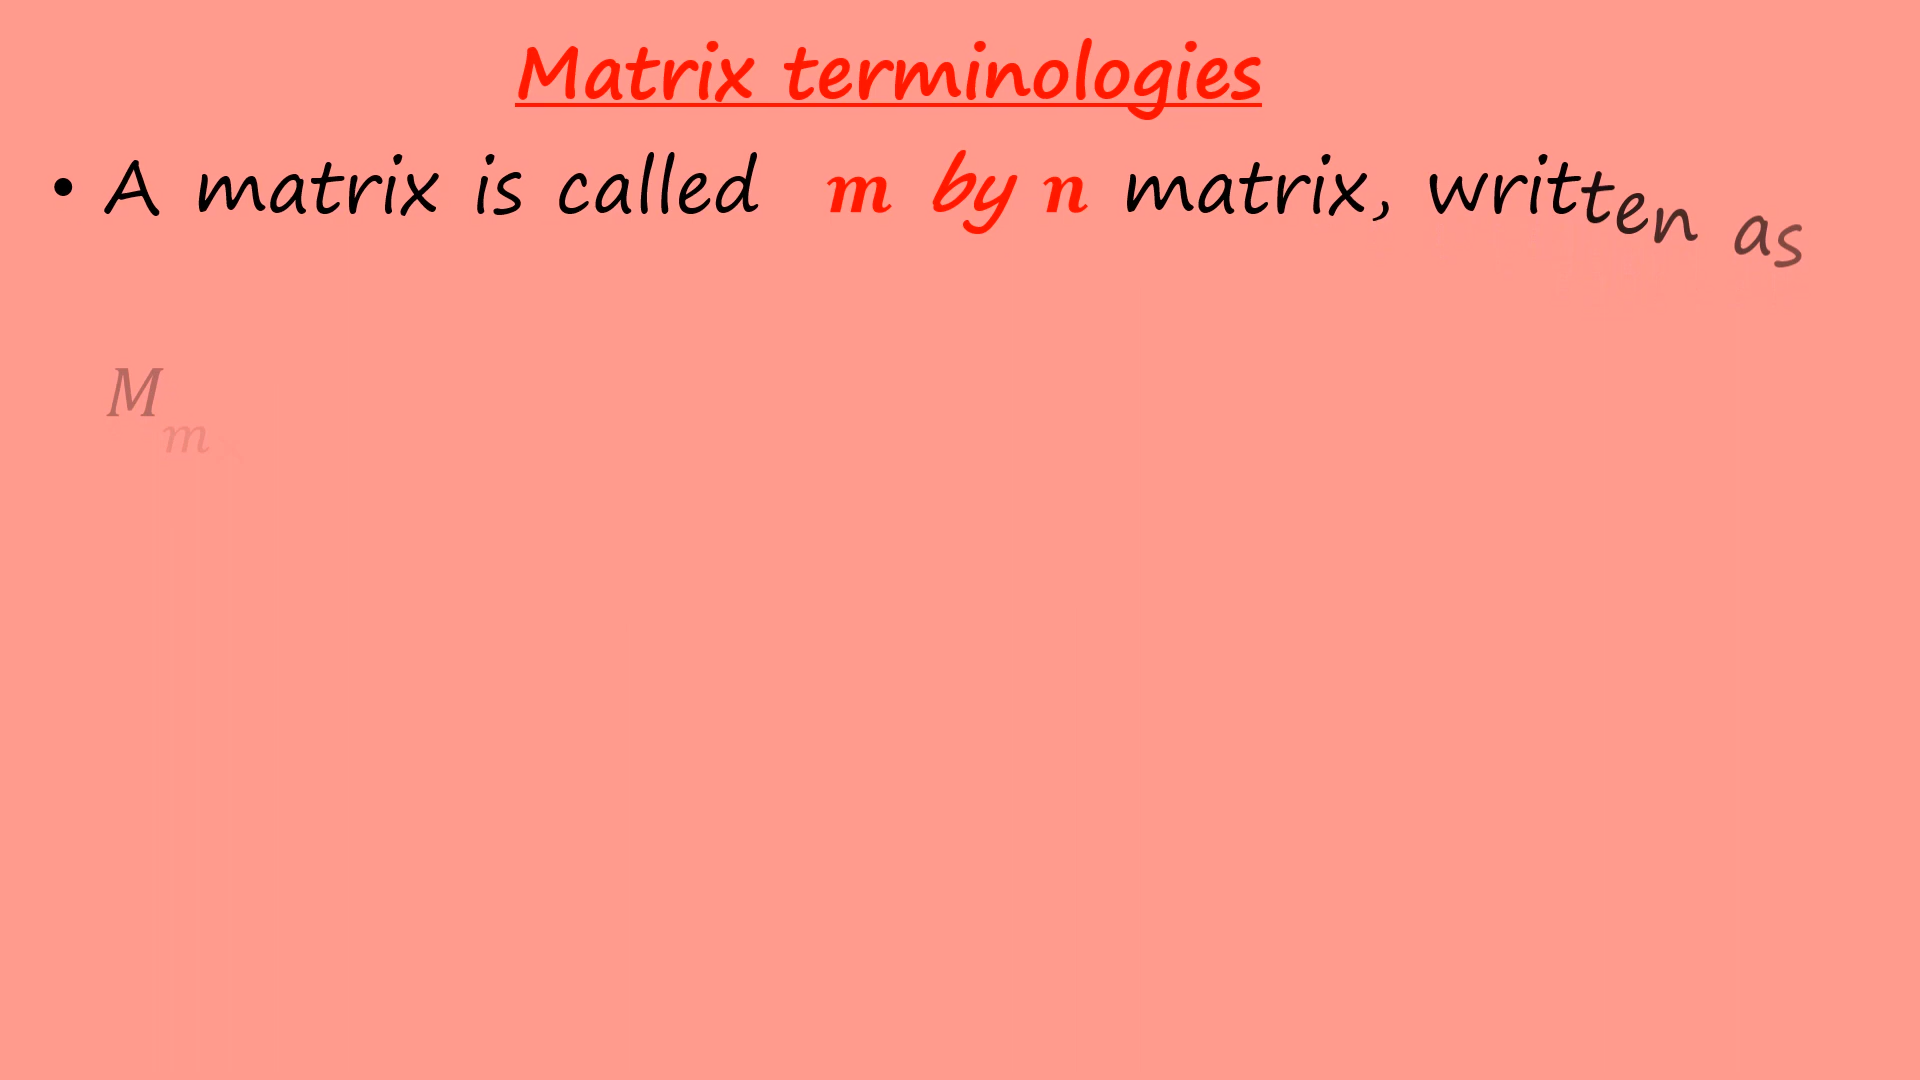 Matrix terminologies
• A matrix is called m by n matrix, written as
M m ×